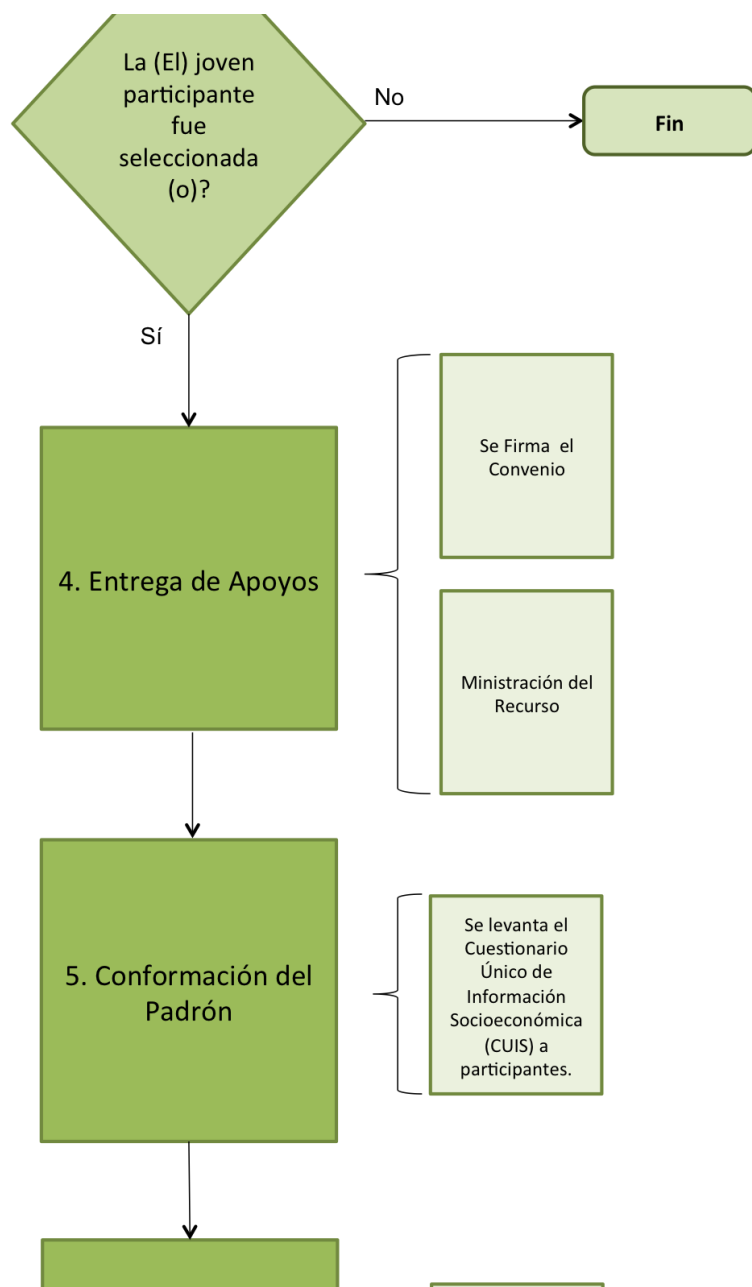 La (El) joven
participante
fue
seleccionada
(o)?
No
Fin
Sí
4. Entrega de Apoyos
Se Firma  el
Convenio
Ministración del
Recurso
5. Conformación del
Padrón
Se levanta el
Cuestionario
Único de
Información
Socioeconómica
(CUIS) a
participantes.